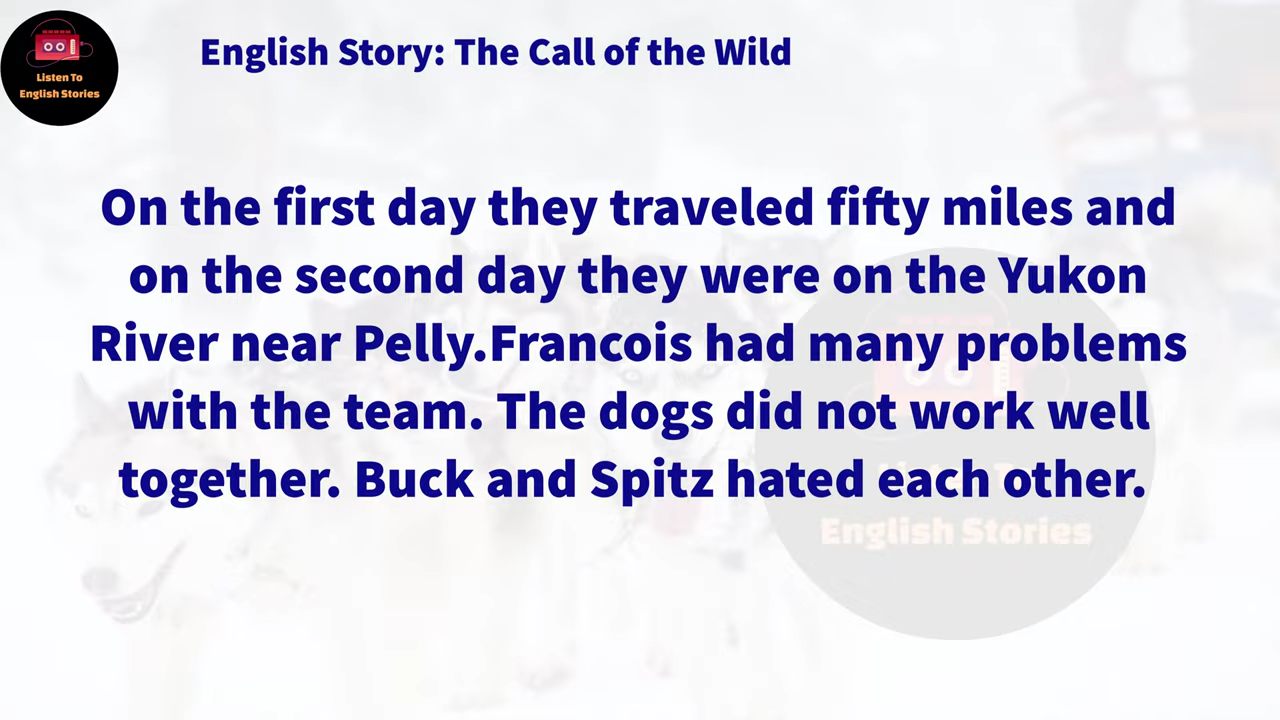 Listen To
English Stories
English Story: The Call of the Wild
On the first day they traveled fifty miles and
on the second day they were on the Yukon
River near Pelly.Francois had many problems
with the team. The dogs did not work well
together. Buck and Spitz hated each other.
English Stories